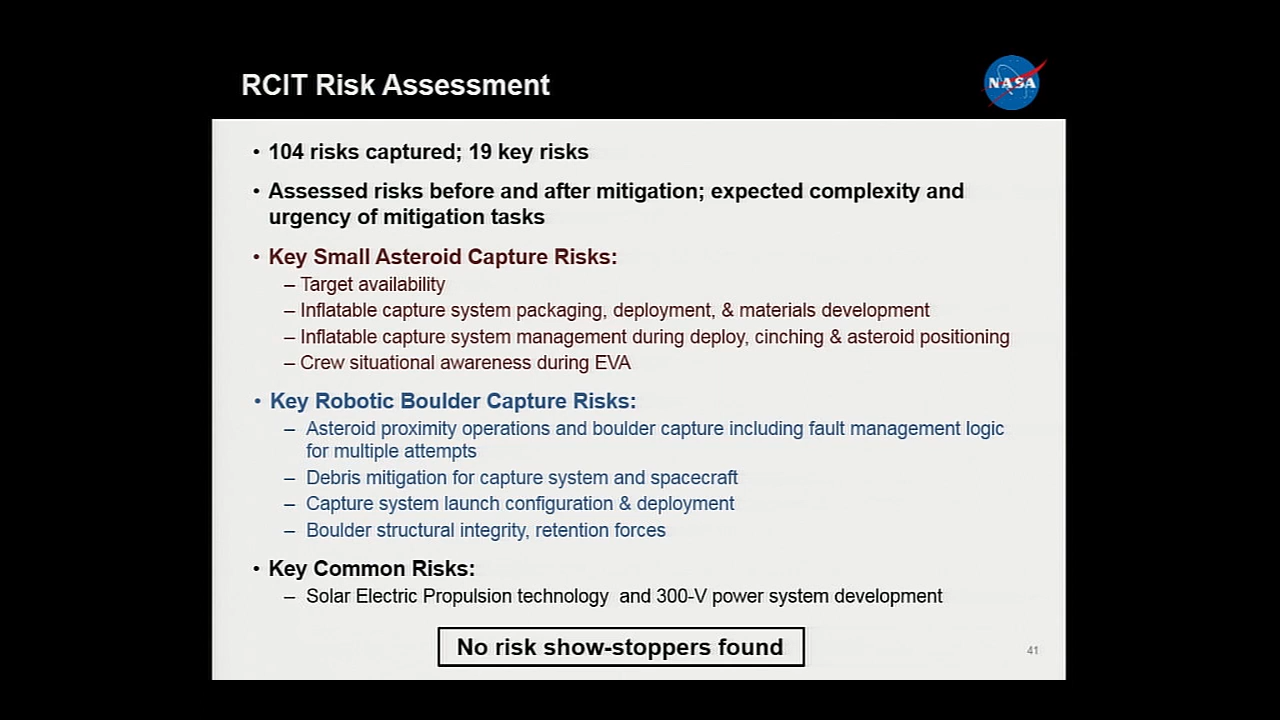 RCIT Risk Assessment
NASA
• 104 risks captured; 19 key risks
• Assessed risks before and after mitigation; expected complexity and
urgency of mitigation tasks
• Key Small Asteroid Capture Risks:
– Target availability
– Inflatable capture system packaging, deployment, & materials development
– Inflatable capture system management during deploy, cinching & asteroid positioning
– Crew situational awareness during EVA
• Key Robotic Boulder Capture Risks:
– Asteroid proximity operations and boulder capture including fault management logic
for multiple attempts
– Debris mitigation for capture system and spacecraft
– Capture system launch configuration & deployment
– Boulder structural integrity, retention forces
• Key Common Risks:
– Solar Electric Propulsion technology  and 300-V power system development
No risk show-stoppers found
41